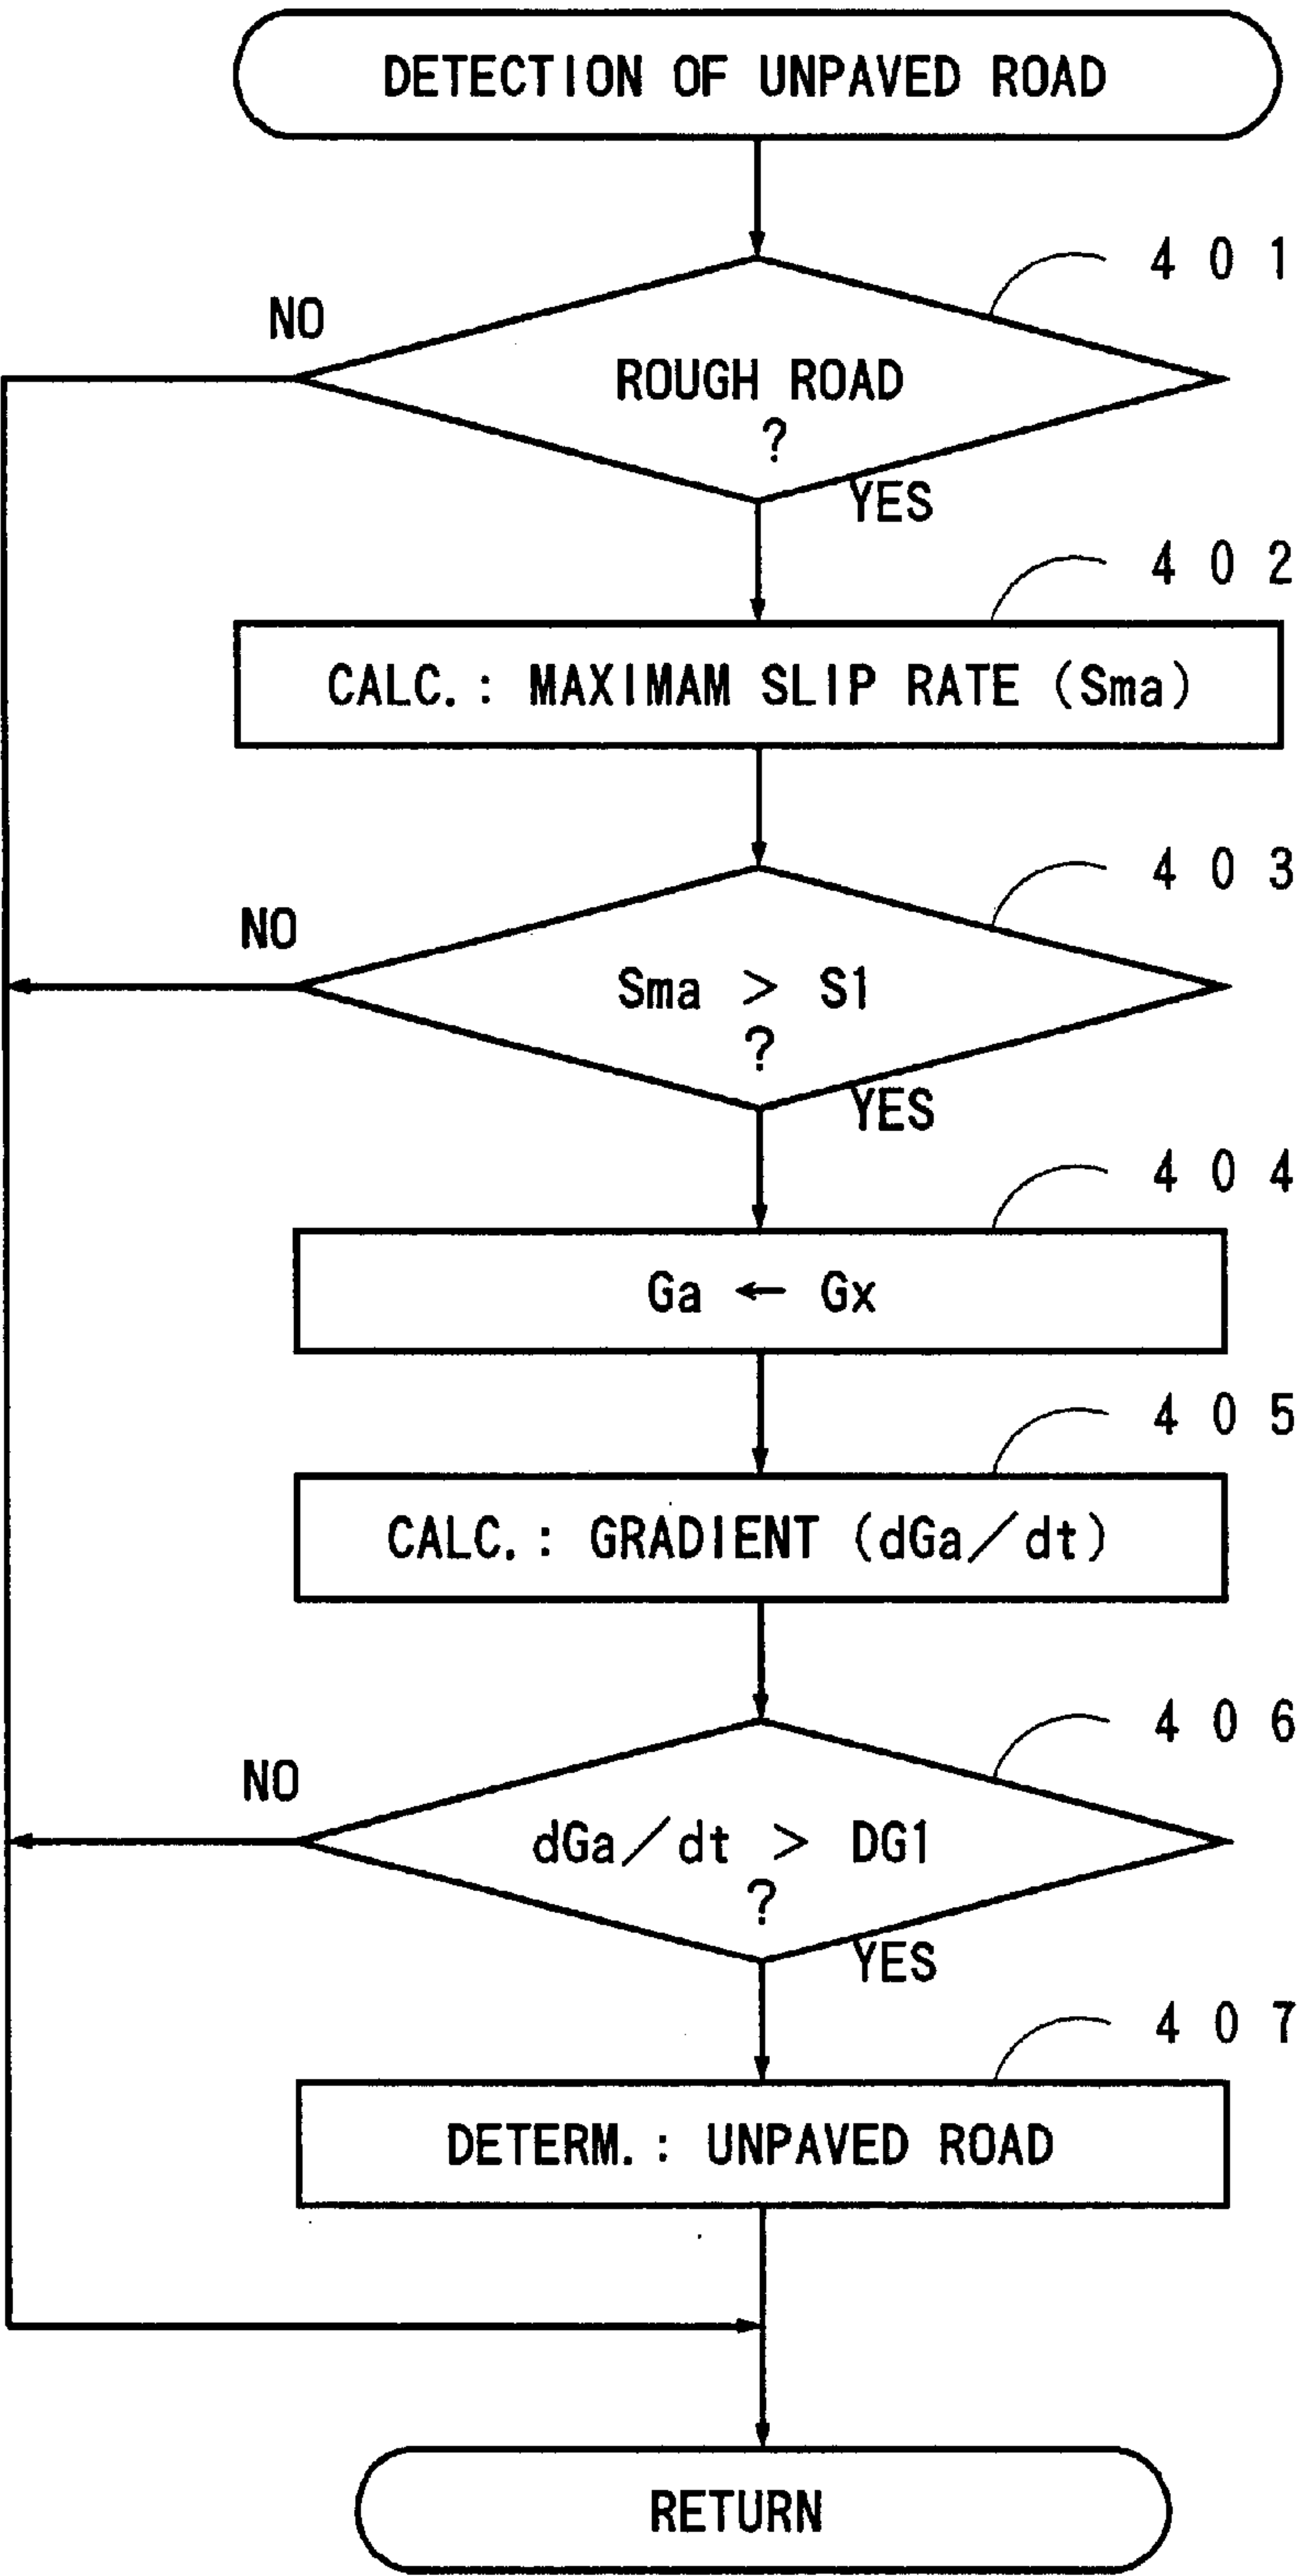 DETECTION OF UNPAVED ROAD
401
NO
ROUGH ROAD
?
YES
402
CALC.: MAXIMAM SLIP RATE (Sma)
403
NO
Sma > S1
?
YES
404
Ga ← Gx
405
CALC.: GRADIENT (dGa/dt)
406
NO
dGa/dt > DG1
?
YES
407
DETERM.: UNPAVED ROAD
RETURN